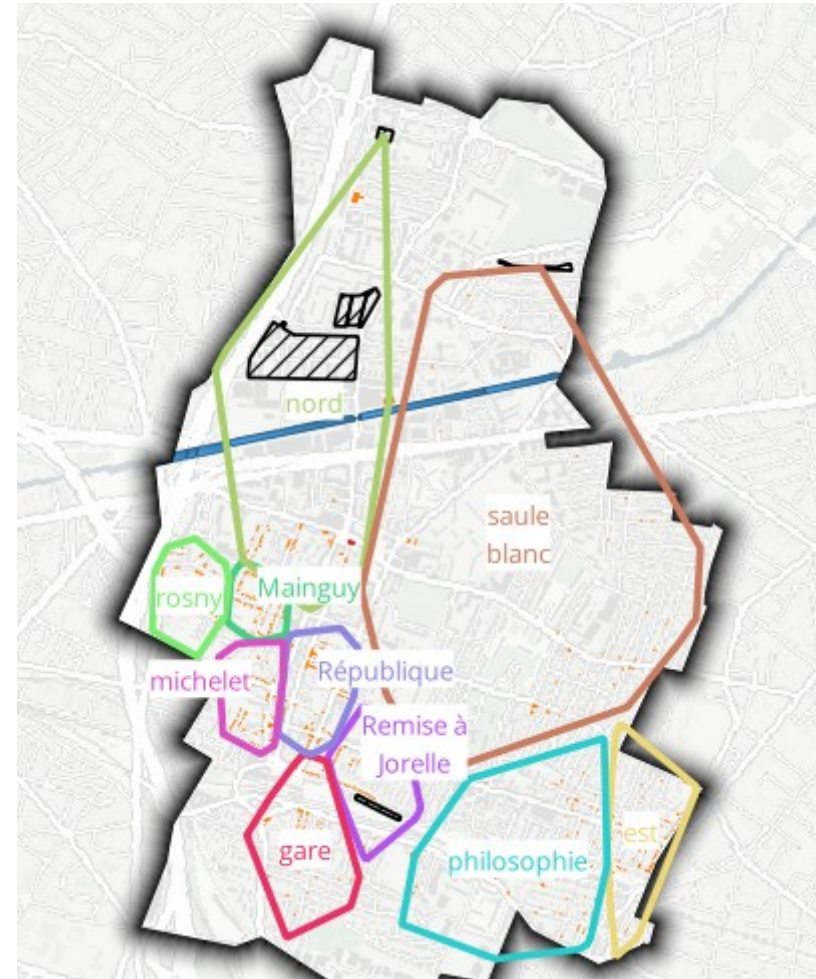 nord
saule
blanc
rosny
Mainguy
michelet
République
Remise à
Jorelle
gare
philosophie
est